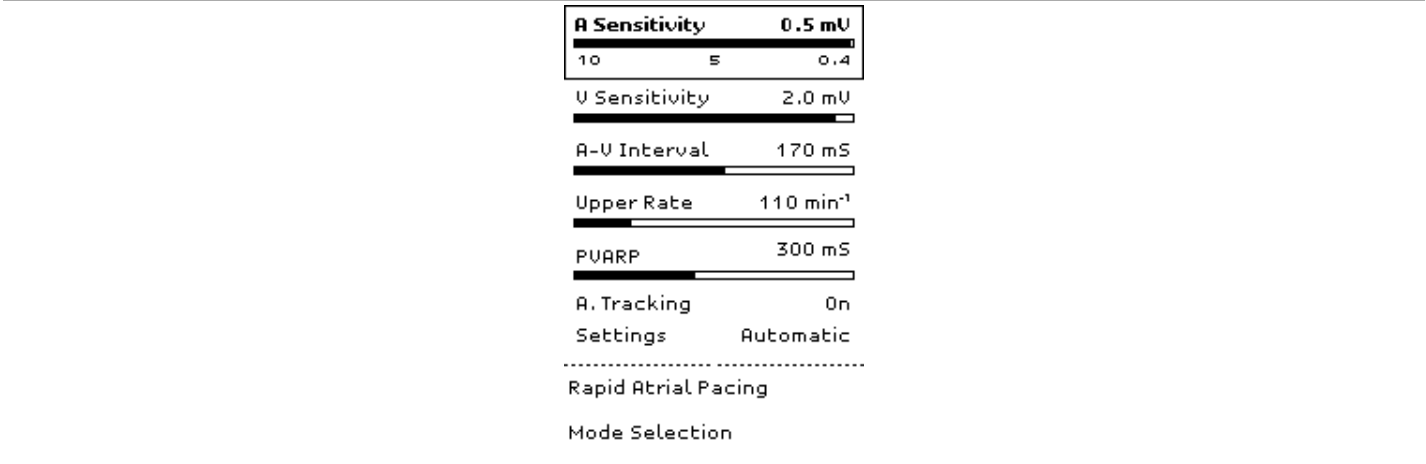 A Sensitivity 0.5 mV
10 5 0.4
V Sensitivity 2.0 mV
A-V Interval 170 mS
Upper Rate 110 min⁻¹
PVARP 300 mS
A. Tracking On
Settings Automatic
Rapid Atrial Pacing
Mode Selection